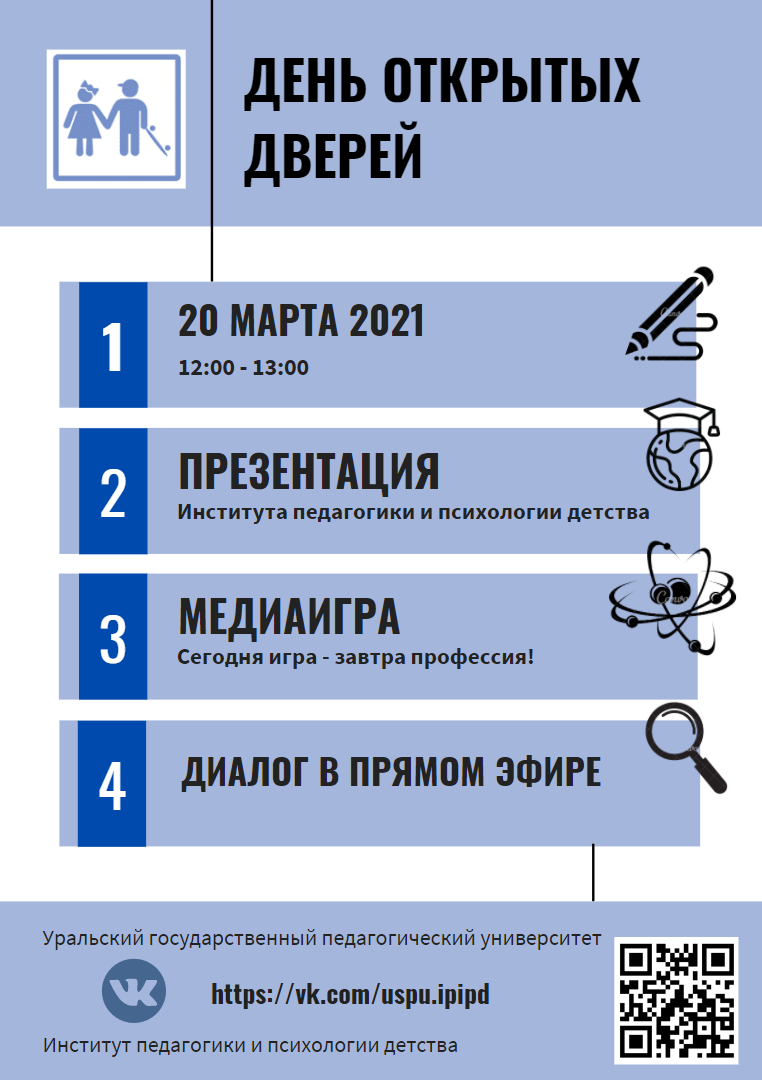 ДЕНЬ ОТКРЫТЫХ
ДВЕРЕЙ
1
20 МАРТА 2021
12:00 - 13:00
2
ПРЕЗЕНТАЦИЯ
Института педагогики и психологии детства
3
МЕДИАИГРА
Сегодня игра - завтра профессия!
4
ДИАЛОГ В ПРЯМОМ ЭФИРЕ
Уральский государственный педагогический университет
https://vk.com/uspu.ipipd
Институт педагогики и психологии детства